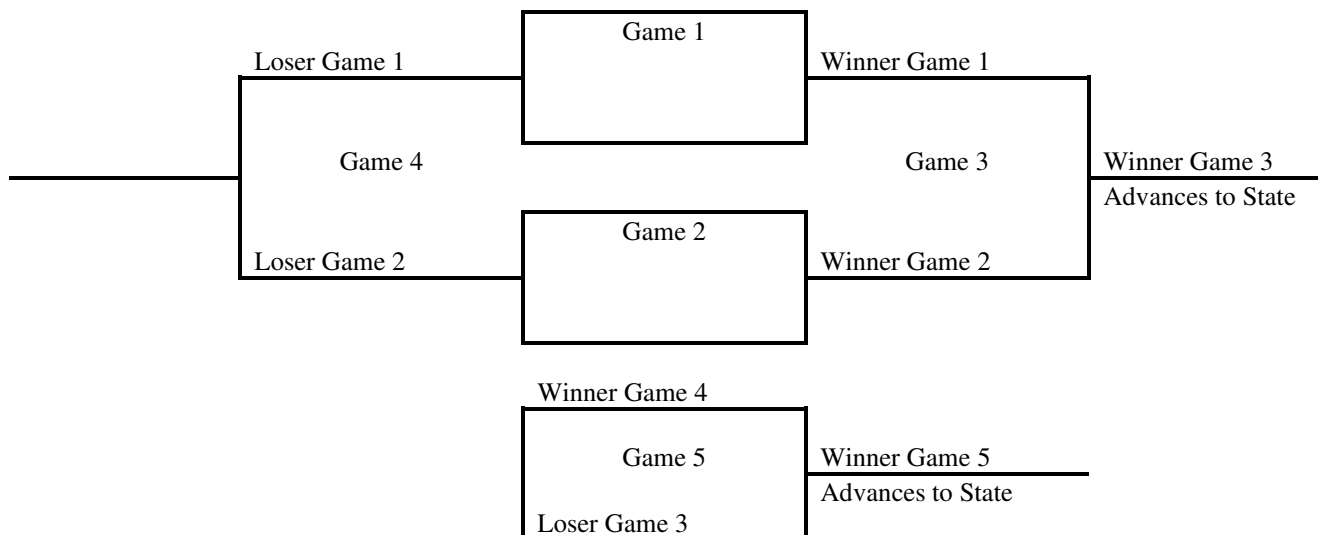 Game 1
Loser Game 1
Winner Game 1
Game 4
Game 3
Winner Game 3
Advances to State
Game 2
Loser Game 2
Winner Game 2
Winner Game 4
Game 5
Winner Game 5
Advances to State
Loser Game 3